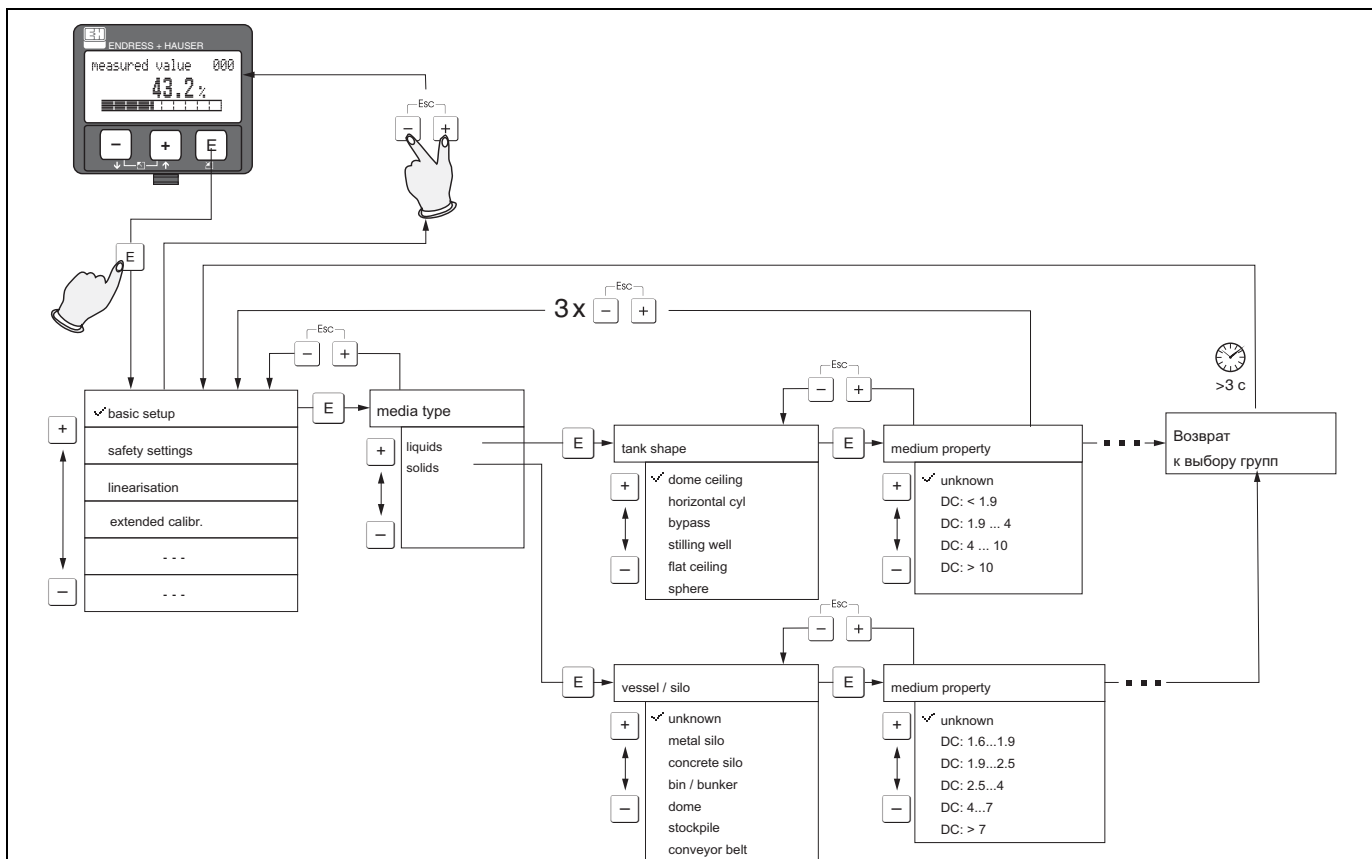 EH
ENDRESS + HAUSER
measured value 000
43.2 %
- + E
Esc
- +
E
3 x
Esc
- +
Esc
- +
Esc
- +
>3 c
basic setup
safety settings
linearisation
extended calibr.
- - -
- - -
+
-
E
media type
liquids
solids
+
-
E
tank shape
dome ceiling
horizontal cyl
bypass
stilling well
flat ceiling
sphere
+
-
E
medium property
unknown
DC: < 1.9
DC: 1.9 ... 4
DC: 4 ... 10
DC: > 10
+
-
Возврат
к выбору групп
Esc
- +
E
vessel / silo
unknown
metal silo
concrete silo
bin / bunker
dome
stockpile
conveyor belt
+
-
E
medium property
unknown
DC: 1.6...1.9
DC: 1.9...2.5
DC: 2.5...4
DC: 4...7
DC: > 7
+
-